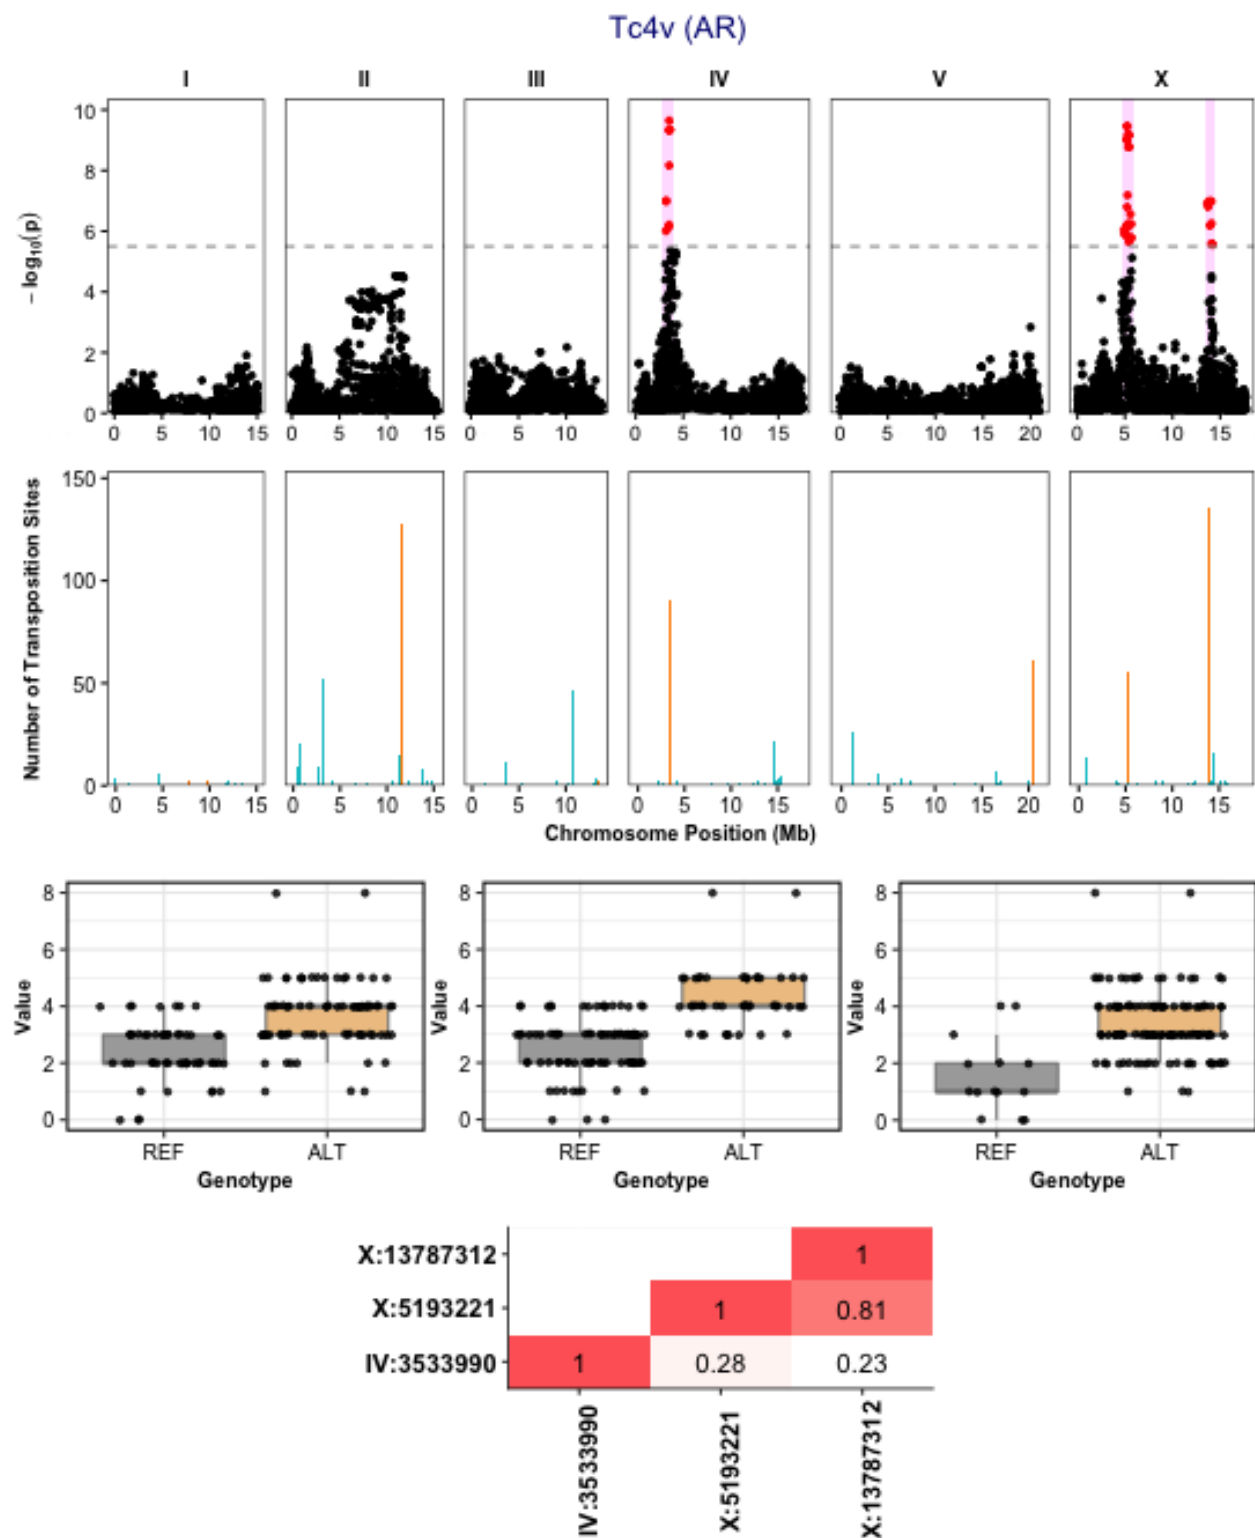 Tc4v (AR)
I II III IV V X
− log10(p)
10
8
6
4
2
0
0 5 10 15 0 5 10 15 0 5 10 0 5 10 15 0 5 10 15 20 0 5 10 15
Number of Transposition Sites
150
100
50
0
0 5 10 15 0 5 10 15 0 5 10 0 5 10 15 0 5 10 15 20 0 5 10 15
Chromosome Position (Mb)
Value
8
6
4
2
0
REF ALT
Genotype
Value
8
6
4
2
0
REF ALT
Genotype
Value
8
6
4
2
0
REF ALT
Genotype
X:13787312 1
X:5193221 1 0.81
IV:3533990 1 0.28 0.23
IV:3533990
X:5193221
X:13787312